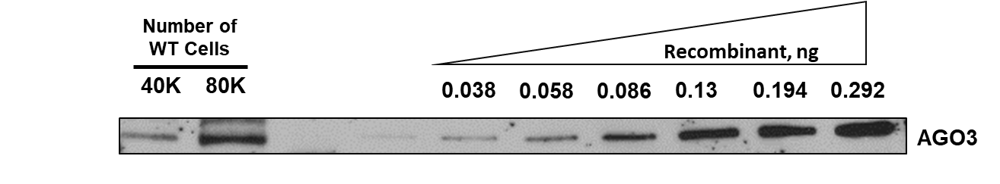 Number of
WT Cells
40K 80K
Recombinant, ng
0.038 0.058 0.086 0.13 0.194 0.292
AGO3